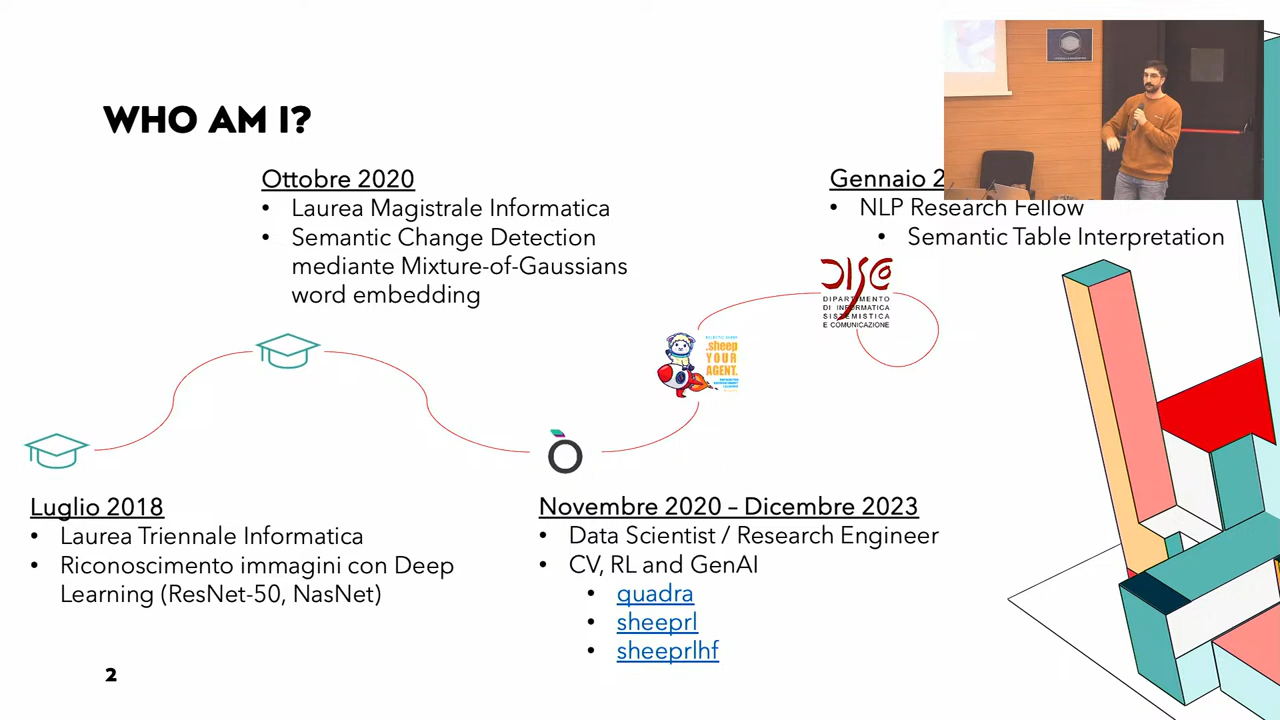 WHO AM I?
Ottobre 2020
• Laurea Magistrale Informatica
• Semantic Change Detection
mediante Mixture-of-Gaussians
word embedding
Gennaio 2
• NLP Research Fellow
• Semantic Table Interpretation
DISCo
DIPARTIMENTO
DI INFORMATICA
SISTEMISTICA
E COMUNICAZIONE
.sheep
YOUR
AGENT.
Luglio 2018
• Laurea Triennale Informatica
• Riconoscimento immagini con Deep
Learning (ResNet-50, NasNet)
Novembre 2020 – Dicembre 2023
• Data Scientist / Research Engineer
• CV, RL and GenAI
• quadra
• sheeprl
• sheeprlhf
2